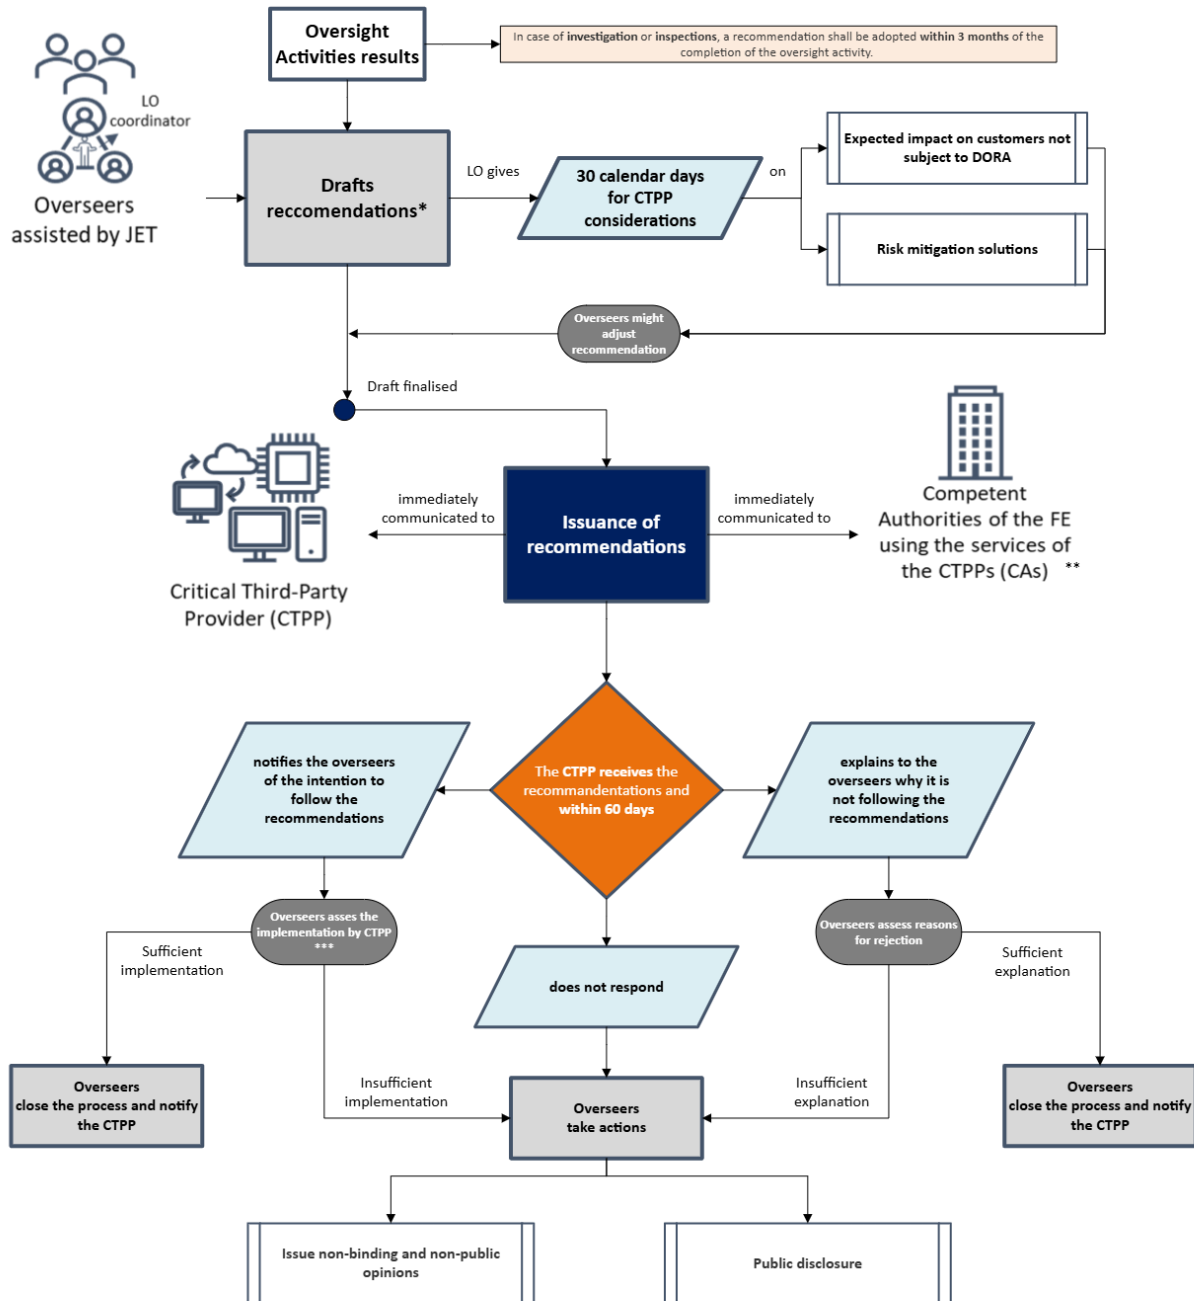 Oversight
Activities results
In case of investigation or inspections, a recommendation shall be adopted within 3 months of the
completion of the oversight activity.
LO
coordinator
Overseers
assisted by JET
Drafts
reccomendations*
LO gives
30 calendar days
for CTPP
considerations
on
Expected impact on customers not
subject to DORA
Risk mitigation solutions
Overseers might
adjust
recommendation
Draft finalised
Critical Third-Party
Provider (CTPP)
immediately
communicated to
Issuance of
recommendations
immediately
communicated to
Competent
Authorities of the FE
using the services of
the CTPPs (CAs) **
notifies the overseers
of the intention to
follow the
recommendations
The CTPP receives the
recommandentations and
within 60 days
explains to the
overseers why it is
not following the
recommendations
Overseers asses the
implementation by CTPP
***
Overseers assess reasons
for rejection
Sufficient
implementation
does not respond
Sufficient
explanation
Overseers
close the process and notify
the CTPP
Insufficient
implementation
Overseers
take actions
Insufficient
explanation
Overseers
close the process and notify
the CTPP
Issue non-binding and non-public
opinions
Public disclosure